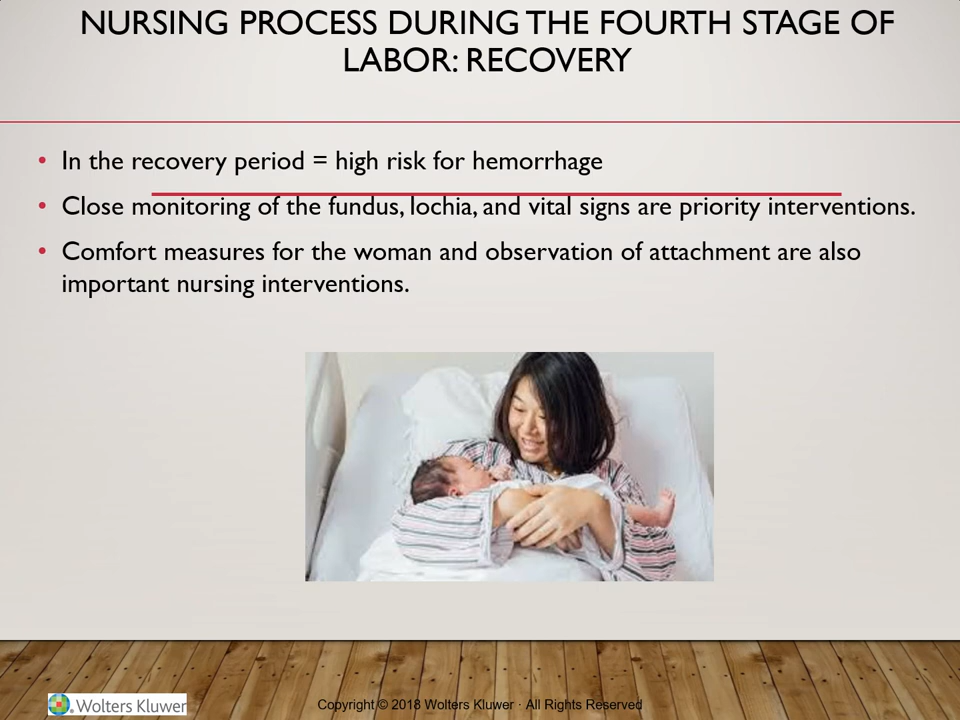 NURSING PROCESS DURING THE FOURTH STAGE OF
LABOR: RECOVERY
• In the recovery period = high risk for hemorrhage
• Close monitoring of the fundus, lochia, and vital signs are priority interventions.
• Comfort measures for the woman and observation of attachment are also
important nursing interventions.
Wolters Kluwer
Copyright © 2018 Wolters Kluwer · All Rights Reserved